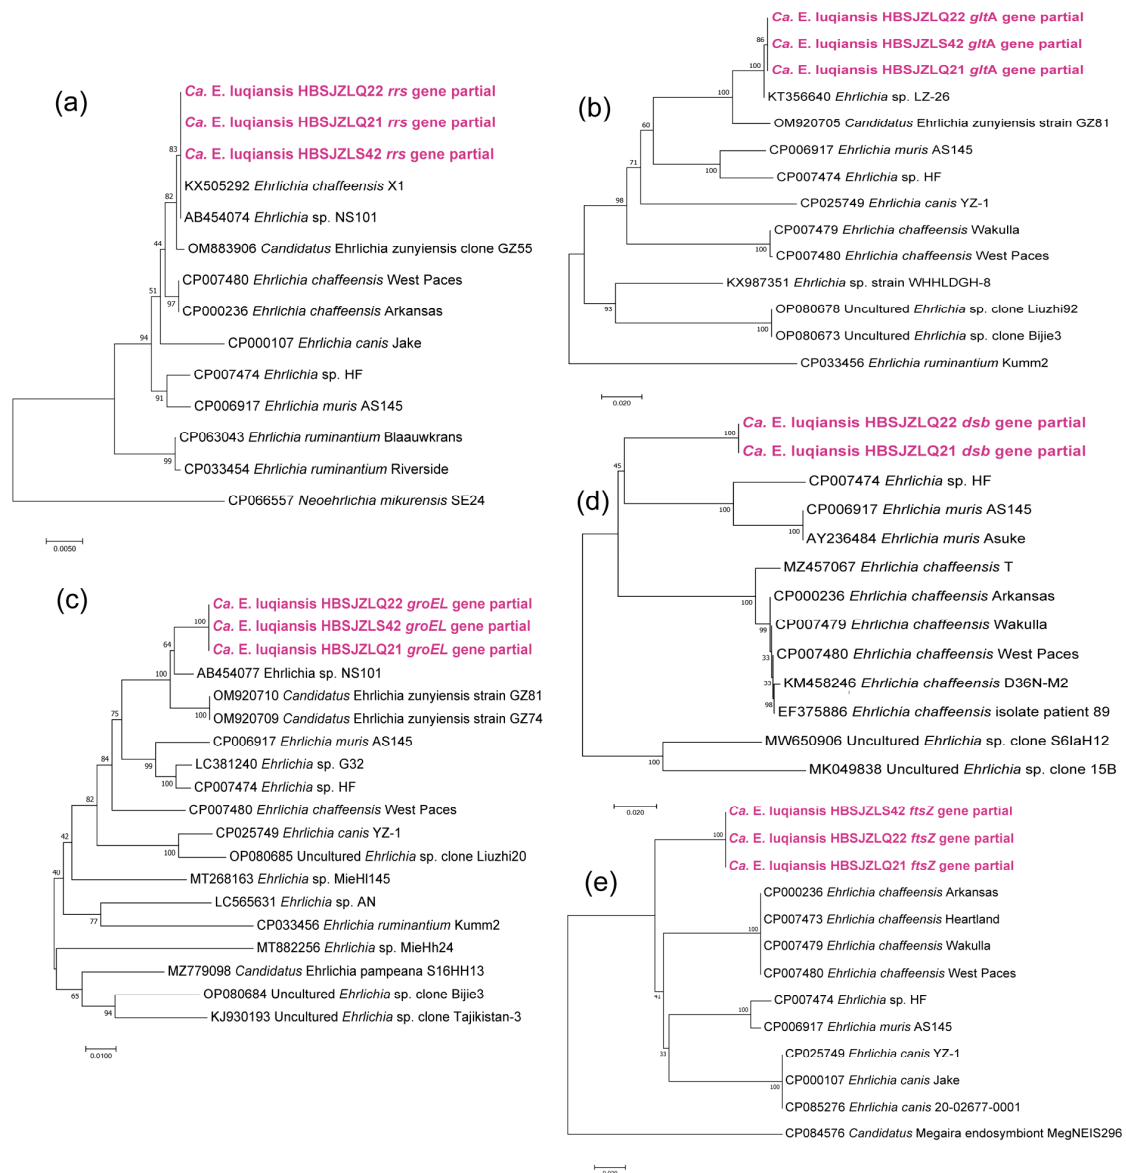 (a)
Ca. E. luqiansis HBSJZLQ22 rrs gene partial
Ca. E. luqiansis HBSJZLQ21 rrs gene partial
Ca. E. luqiansis HBSJZLS42 rrs gene partial
83
KX505292 Ehrlichia chaffeensis X1
82
AB454074 Ehrlichia sp. NS101
44
OM883906 Candidatus Ehrlichia zunyiensis clone GZ55
CP007480 Ehrlichia chaffeensis West Paces
51
97
CP000236 Ehrlichia chaffeensis Arkansas
94
CP000107 Ehrlichia canis Jake
CP007474 Ehrlichia sp. HF
91
CP006917 Ehrlichia muris AS145
CP063043 Ehrlichia ruminantium Blaauwkrans
99
CP033454 Ehrlichia ruminantium Riverside
CP066557 Neoehrlichia mikurensis SE24
0.0050
(b)
Ca. E. luqiansis HBSJZLQ22 gltA gene partial
86
Ca. E. luqiansis HBSJZLS42 gltA gene partial
100
Ca. E. luqiansis HBSJZLQ21 gltA gene partial
100
KT356640 Ehrlichia sp. LZ-26
60
OM920705 Candidatus Ehrlichia zunyiensis strain GZ81
CP006917 Ehrlichia muris AS145
71
100
CP007474 Ehrlichia sp. HF
98
CP025749 Ehrlichia canis YZ-1
CP007479 Ehrlichia chaffeensis Wakulla
100
CP007480 Ehrlichia chaffeensis West Paces
KX987351 Ehrlichia sp. strain WHHLDGH-8
93
OP080678 Uncultured Ehrlichia sp. clone Liuzhi92
100
OP080673 Uncultured Ehrlichia sp. clone Bijie3
CP033456 Ehrlichia ruminantium Kumm2
0.020
(c)
Ca. E. luqiansis HBSJZLQ22 groEL gene partial
100
Ca. E. luqiansis HBSJZLS42 groEL gene partial
64
Ca. E. luqiansis HBSJZLQ21 groEL gene partial
100
AB454077 Ehrlichia sp. NS101
OM920710 Candidatus Ehrlichia zunyiensis strain GZ81
75
100
OM920709 Candidatus Ehrlichia zunyiensis strain GZ74
CP006917 Ehrlichia muris AS145
84
99
LC381240 Ehrlichia sp. G32
100
CP007474 Ehrlichia sp. HF
82
CP007480 Ehrlichia chaffeensis West Paces
CP025749 Ehrlichia canis YZ-1
42
100
OP080685 Uncultured Ehrlichia sp. clone Liuzhi20
40
MT268163 Ehrlichia sp. MieHl145
LC565631 Ehrlichia sp. AN
77
CP033456 Ehrlichia ruminantium Kumm2
MT882256 Ehrlichia sp. MieHh24
MZ779098 Candidatus Ehrlichia pampeana S16HH13
65
OP080684 Uncultured Ehrlichia sp. clone Bijie3
94
KJ930193 Uncultured Ehrlichia sp. clone Tajikistan-3
0.0100
(d)
Ca. E. luqiansis HBSJZLQ22 dsb gene partial
100
Ca. E. luqiansis HBSJZLQ21 dsb gene partial
45
CP007474 Ehrlichia sp. HF
100
CP006917 Ehrlichia muris AS145
100
AY236484 Ehrlichia muris Asuke
MZ457067 Ehrlichia chaffeensis T
100
CP000236 Ehrlichia chaffeensis Arkansas
99
CP007479 Ehrlichia chaffeensis Wakulla
33
CP007480 Ehrlichia chaffeensis West Paces
33
KM458246 Ehrlichia chaffeensis D36N-M2
98
EF375886 Ehrlichia chaffeensis isolate patient 89
MW650906 Uncultured Ehrlichia sp. clone S6IaH12
100
MK049838 Uncultured Ehrlichia sp. clone 15B
0.020
(e)
Ca. E. luqiansis HBSJZLS42 ftsZ gene partial
100
Ca. E. luqiansis HBSJZLQ22 ftsZ gene partial
Ca. E. luqiansis HBSJZLQ21 ftsZ gene partial
CP000236 Ehrlichia chaffeensis Arkansas
CP007473 Ehrlichia chaffeensis Heartland
100
CP007479 Ehrlichia chaffeensis Wakulla
CP007480 Ehrlichia chaffeensis West Paces
41
CP007474 Ehrlichia sp. HF
100
CP006917 Ehrlichia muris AS145
33
CP025749 Ehrlichia canis YZ-1
CP000107 Ehrlichia canis Jake
100
CP085276 Ehrlichia canis 20-02677-0001
CP084576 Candidatus Megaira endosymbiont MegNEIS296
0.020